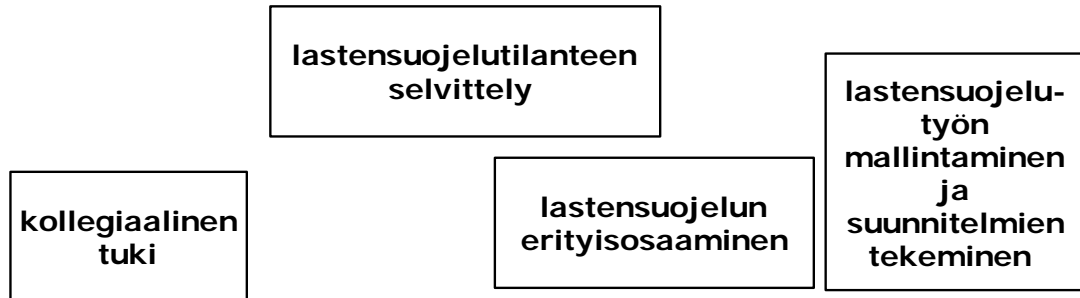 lastensuojelutilanteen
selvittely
lastensuojelu-
työn
mallintaminen
ja
suunnitelmien
tekeminen
kollegiaalinen
tuki
lastensuojelun
erityisosaaminen